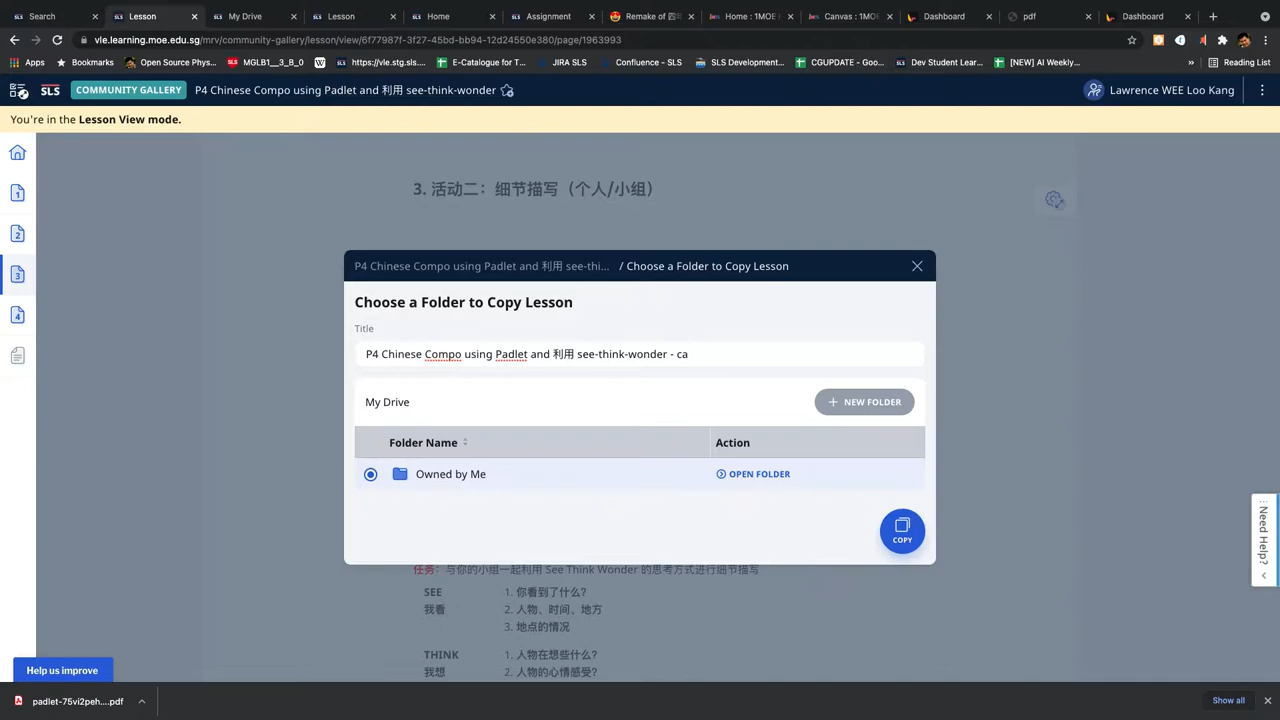 Search
Lesson
My Drive
Lesson
Home
Assignment
Remake of 四年
Home : 1MOE
Canvas : 1MOE
Dashboard
pdf
Dashboard
vle.learning.moe.edu.sg/mrv/community-gallery/lesson/view/6f77987f-3f27-45bd-bb94-12d24550e380/page/1963993
Apps
Bookmarks
Open Source Phys...
MGLB1__3_B_0
https://vle.stg.sls...
E-Catalogue for T...
JIRA SLS
Confluence - SLS
SLS Development...
CGUPDATE - Goo...
Dev Student Lear...
[NEW] AI Weekly...
»
Reading List
SLS
COMMUNITY GALLERY
P4 Chinese Compo using Padlet and 利用 see-think-wonder
Lawrence WEE Loo Kang
You're in the Lesson View mode.
1
2
3
4
3. 活动二：细节描写（个人/小组）
P4 Chinese Compo using Padlet and 利用 see-thi... / Choose a Folder to Copy Lesson
Choose a Folder to Copy Lesson
Title
P4 Chinese Compo using Padlet and 利用 see-think-wonder - ca
My Drive
+ NEW FOLDER
Folder Name
Action
Owned by Me
OPEN FOLDER
COPY
Need Help?
任务：与你的小组一起利用 See Think Wonder 的思考方式进行细节描写
SEE 1. 你看到了什么?
我看 2. 人物、时间、地方
3. 地点的情况
THINK 1. 人物在想些什么?
我想 2. 人物的心情感受?
Help us improve
padlet-75vi2peh....pdf
Show all